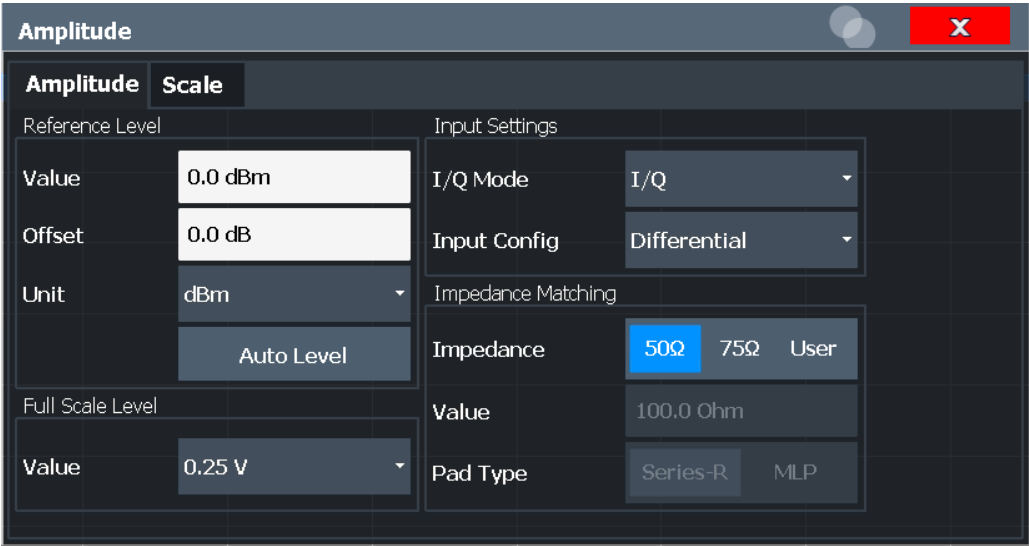 Amplitude
X
Amplitude Scale
Reference Level
Value 0.0 dBm
Offset 0.0 dB
Unit dBm
Auto Level
Full Scale Level
Value 0.25 V
Input Settings
I/Q Mode I/Q
Input Config Differential
Impedance Matching
Impedance 50Ω 75Ω User
Value 100.0 Ohm
Pad Type Series-R MLP